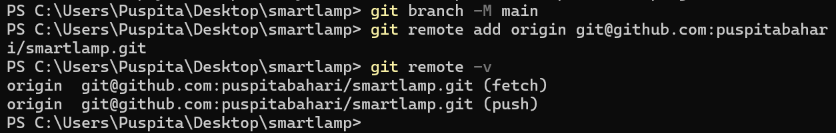 PS C:\Users\Puspita\Desktop\smartlamp> git branch -M main
PS C:\Users\Puspita\Desktop\smartlamp> git remote add origin git@github.com:puspitabahar
i/smartlamp.git
PS C:\Users\Puspita\Desktop\smartlamp> git remote -v
origin  git@github.com:puspitabahari/smartlamp.git (fetch)
origin  git@github.com:puspitabahari/smartlamp.git (push)
PS C:\Users\Puspita\Desktop\smartlamp>